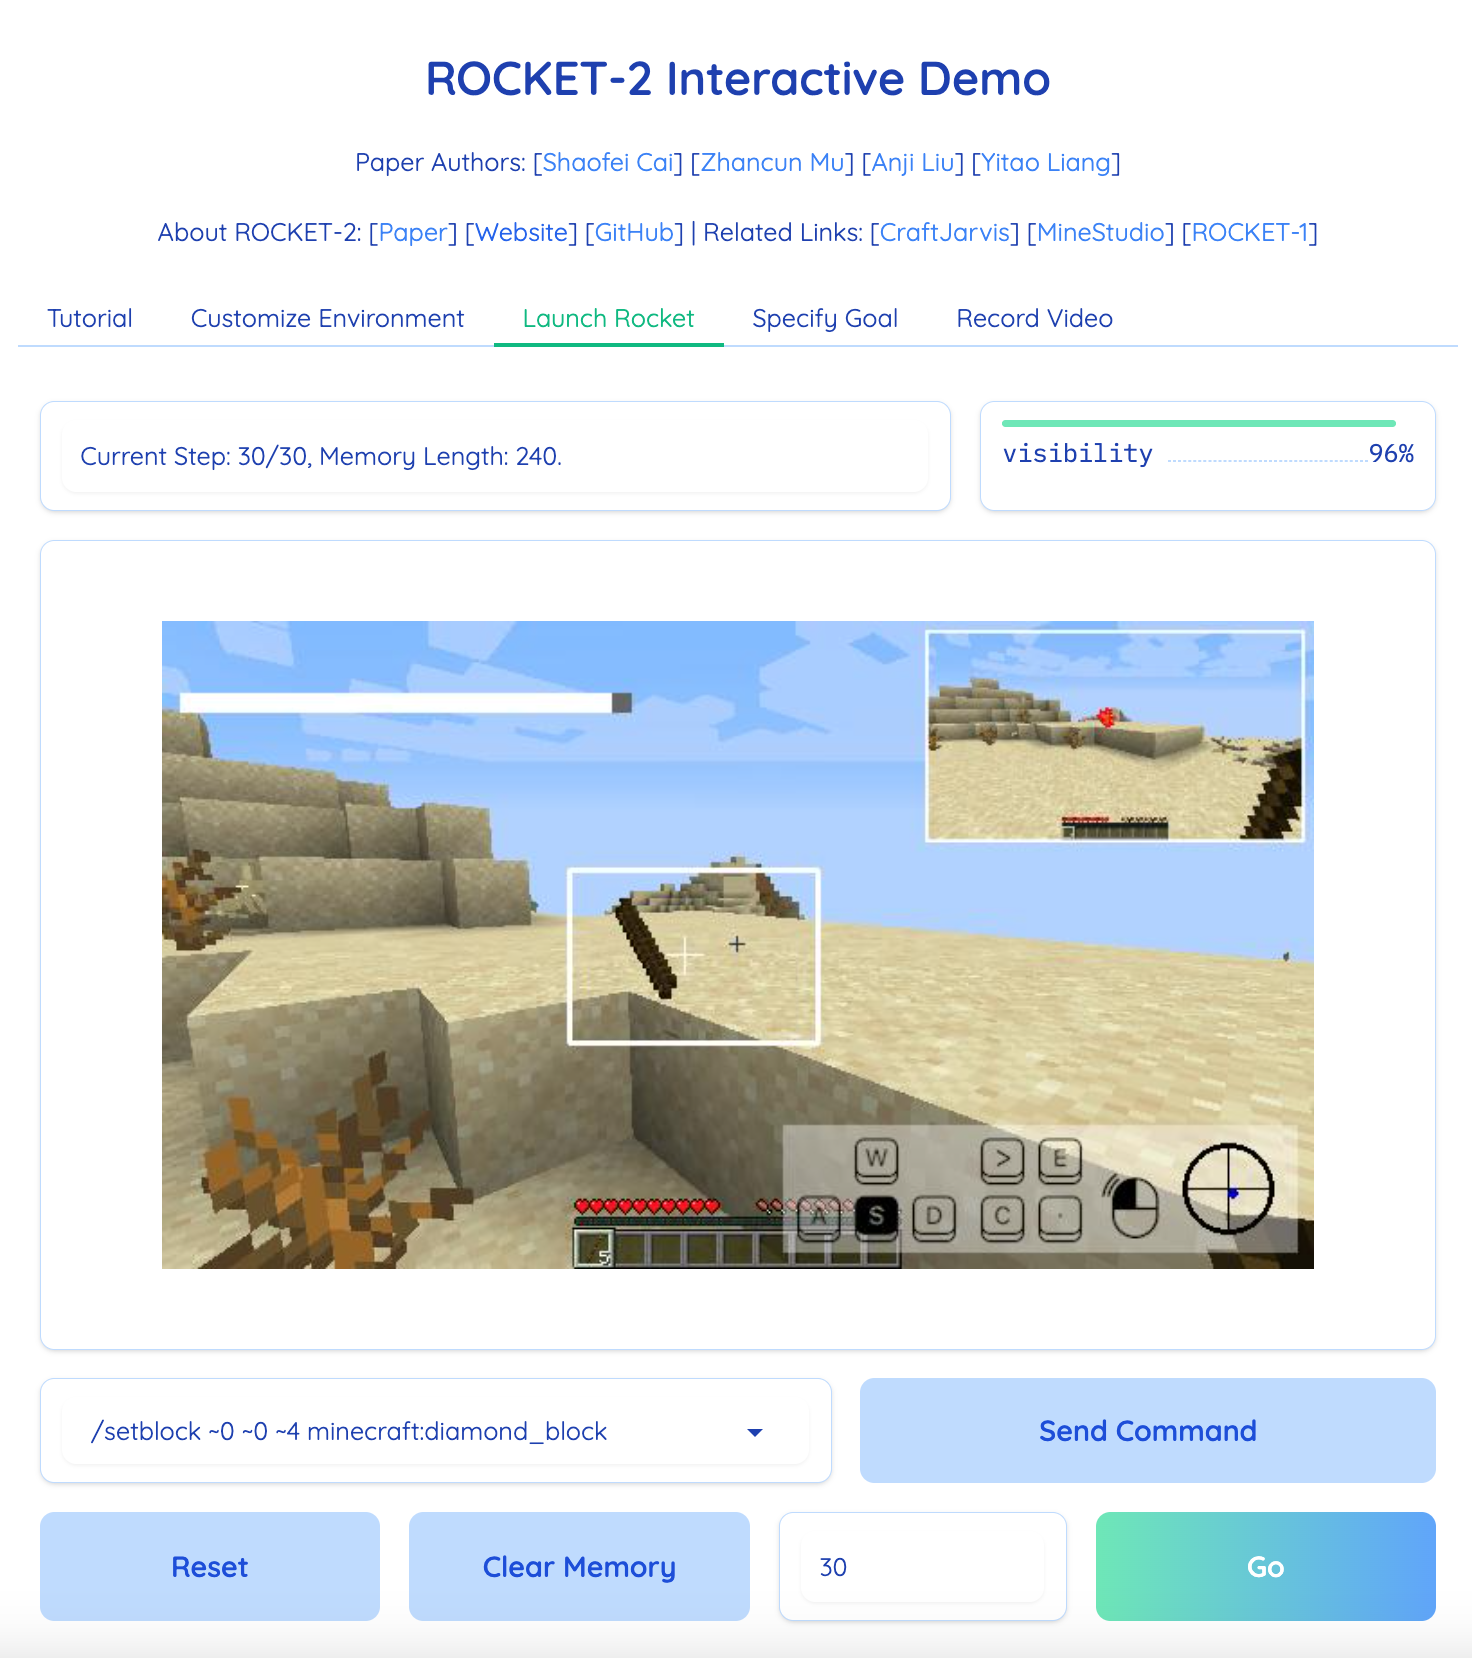 ROCKET-2 Interactive Demo
Paper Authors: [Shaofei Cai] [Zhancun Mu] [Anji Liu] [Yitao Liang]
About ROCKET-2: [Paper] [Website] [GitHub] | Related Links: [CraftJarvis] [MineStudio] [ROCKET-1]
Tutorial Customize Environment Launch Rocket Specify Goal Record Video
Current Step: 30/30, Memory Length: 240.
visibility 96%
W > E
A S D C .
5
/setblock ~0 ~0 ~4 minecraft:diamond_block
Send Command
Reset Clear Memory 30 Go